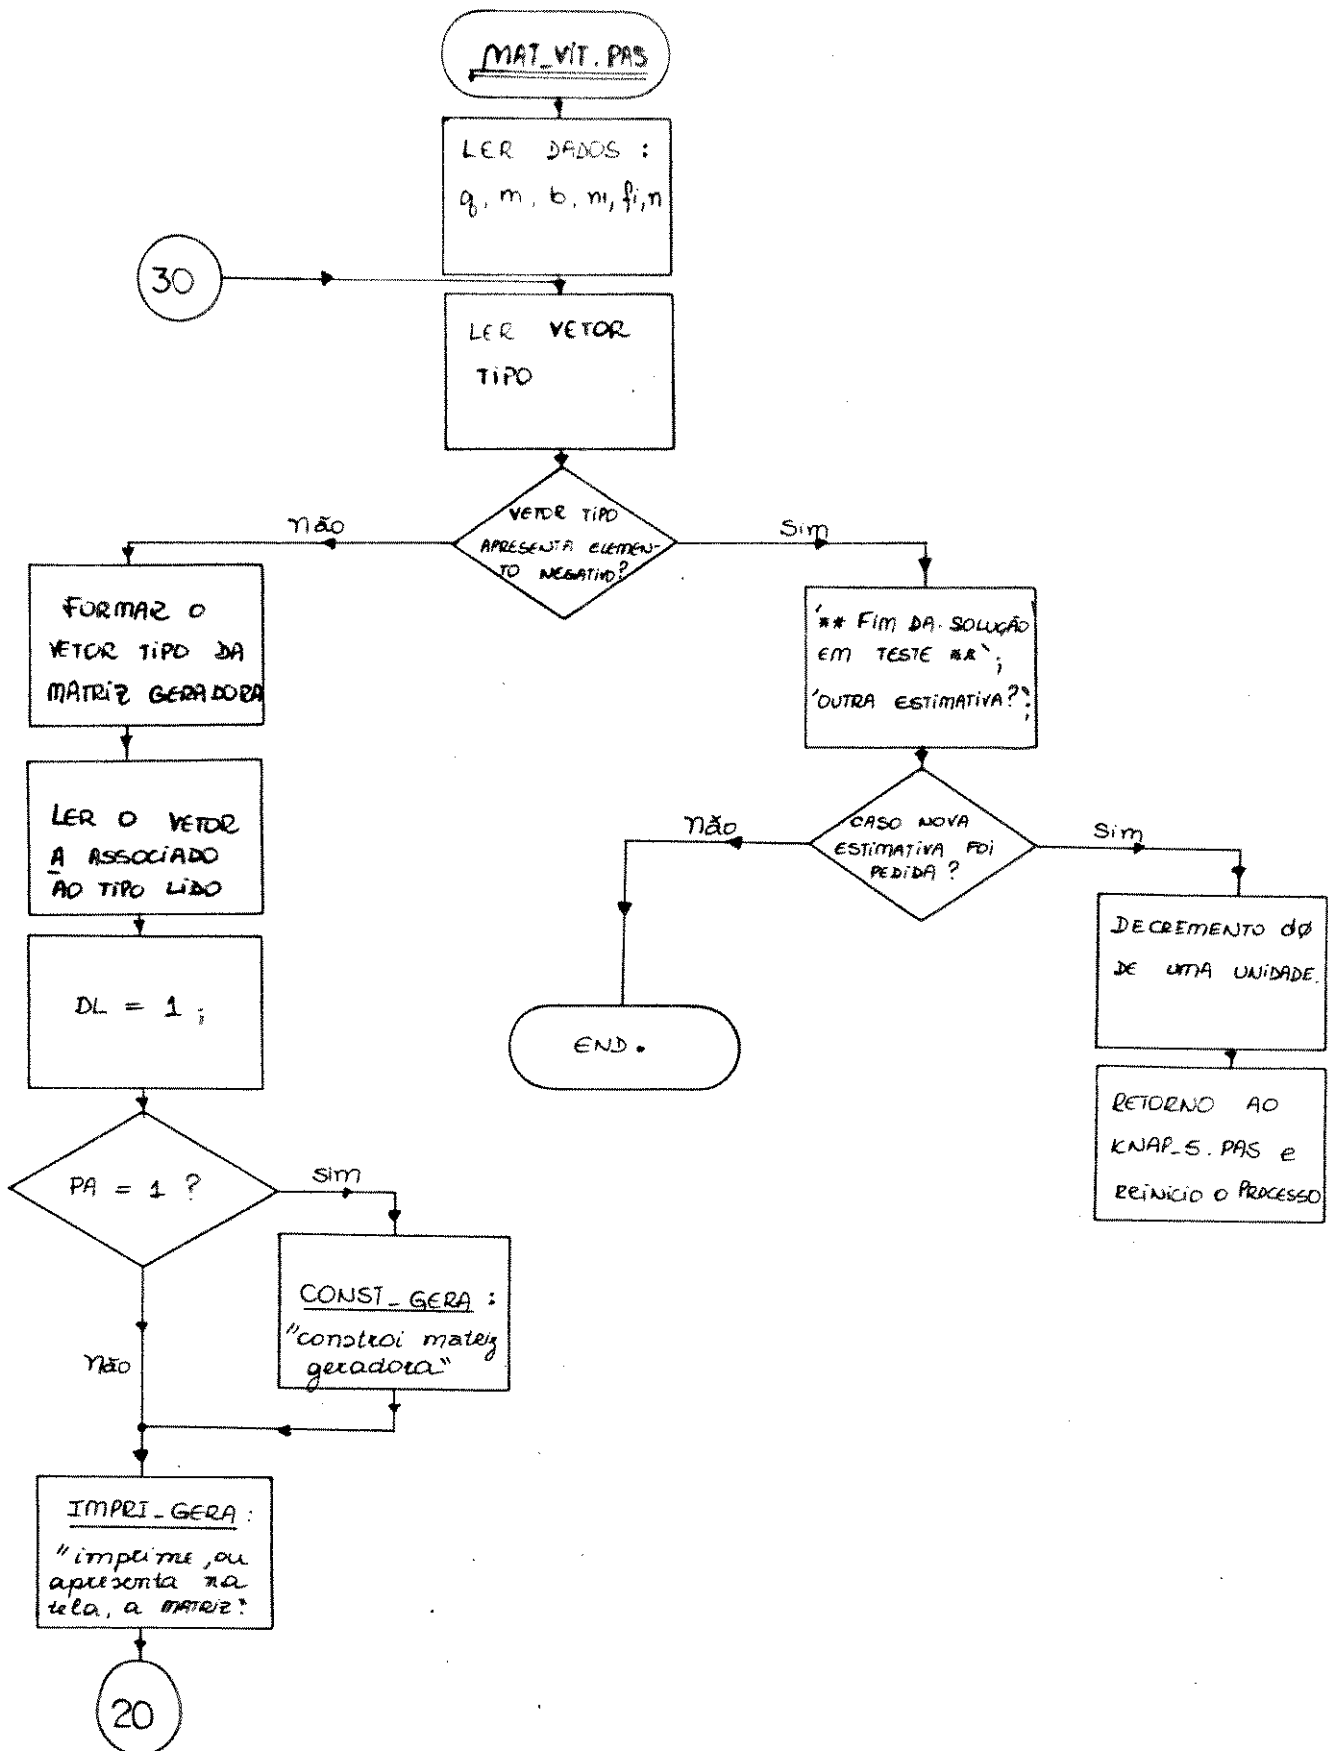 MAT_VIT.PAS
LER DADOS :
q, m, b, m1, fi, n
30
LER VETOR
TIPO
VETOR TIPO
APRESENTA ELEMEN-
TO NEGATIVO?
Não
Sim
FORMAR O
VETOR TIPO DA
MATRIZ GERADORA
'** FIM DA SOLUÇÃO
EM TESTE **';
'OUTRA ESTIMATIVA?';
LER O VETOR
A ASSOCIADO
AO TIPO LIDO
CASO NOVA
ESTIMATIVA FOI
PEDIDA ?
Não
Sim
DECREMENTO dø
DE UMA UNIDADE.
DL = 1 ;
END.
RETORNO AO
KNAP_5.PAS e
REINICIO O PROCESSO
PA = 1 ?
Sim
Não
CONST_GERA :
"constroi matriz
geradora"
IMPRI_GERA :
"imprime, ou
apresenta na
tela, a MATRIZ"
20